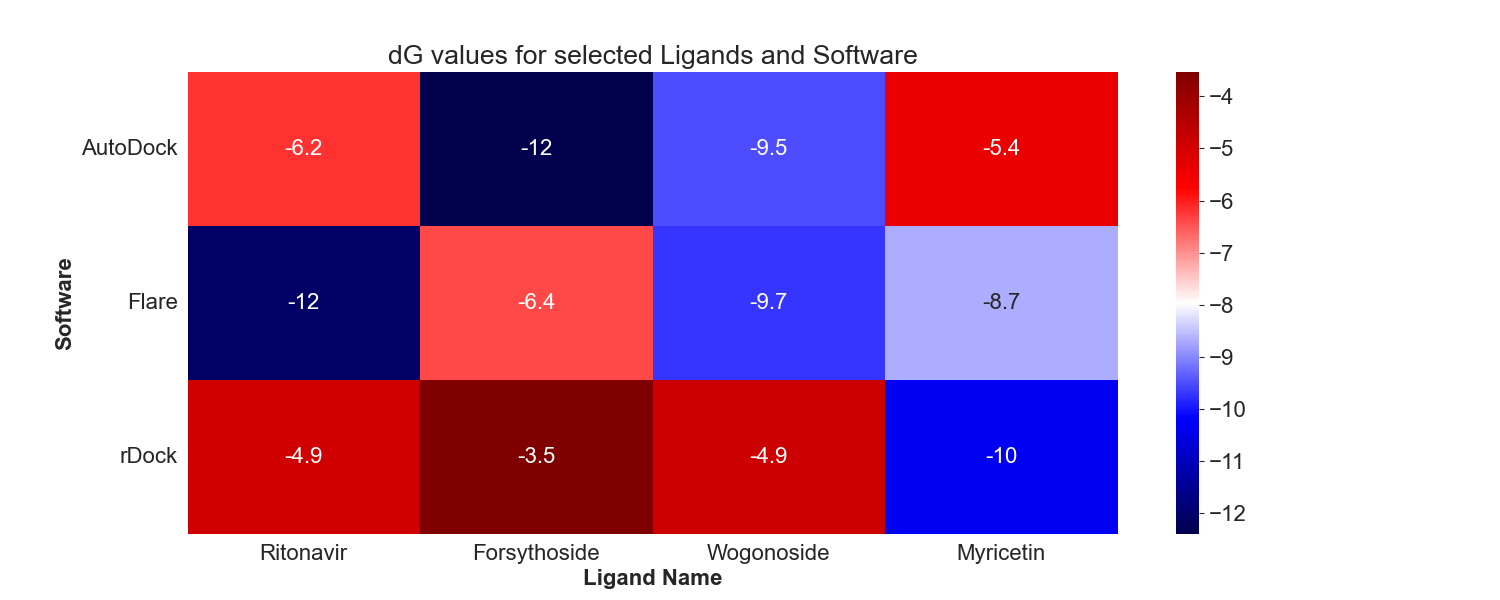 dG values for selected Ligands and Software
AutoDock -6.2 -12 -9.5 -5.4
Flare -12 -6.4 -9.7 -8.7
rDock -4.9 -3.5 -4.9 -10
Software
Ritonavir Forsythoside Wogonoside Myricetin
Ligand Name
−4
−5
−6
−7
−8
−9
−10
−11
−12